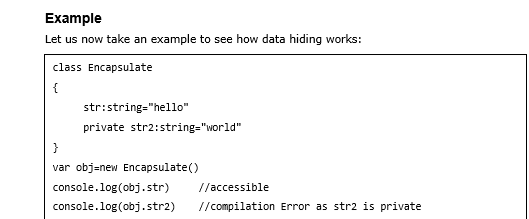 Example
Let us now take an example to see how data hiding works:
class Encapsulate
{
str:string="hello"
private str2:string="world"
}
var obj=new Encapsulate()
console.log(obj.str)    //accessible
console.log(obj.str2)   //compilation Error as str2 is private